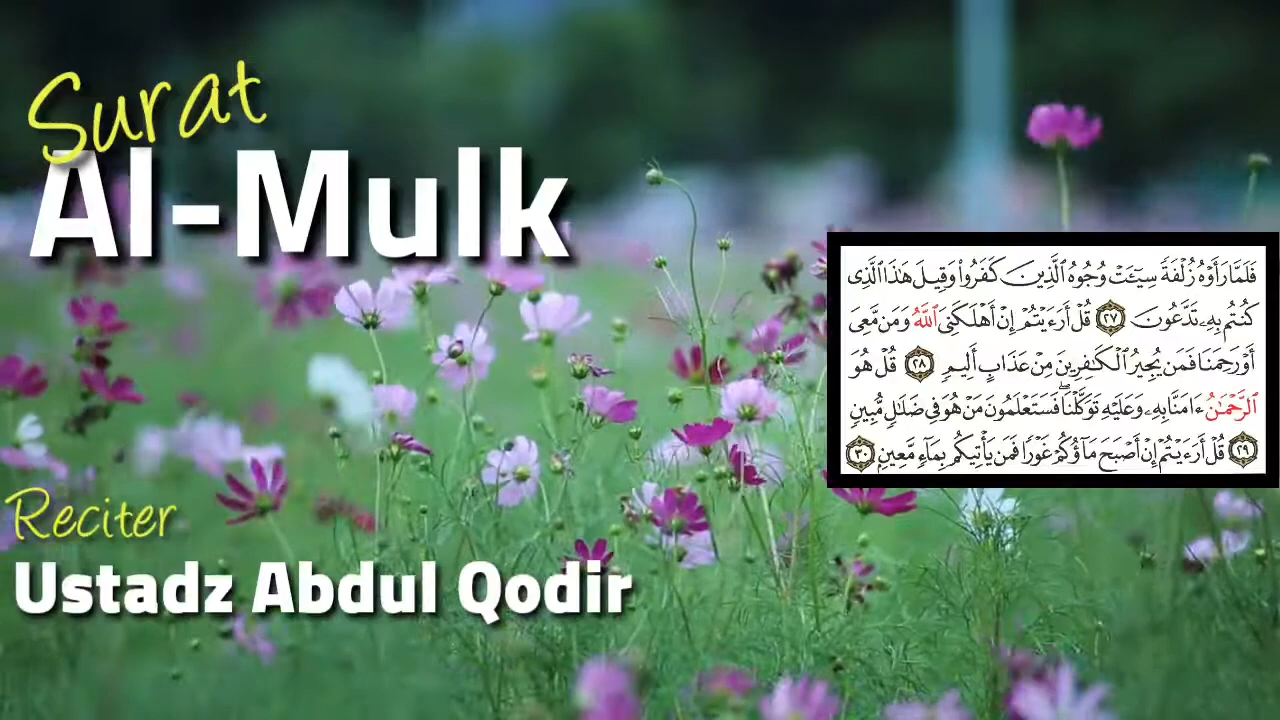 Surat
Al-Mulk
فَلَمَّا رَأَوْهُ زُلْفَةً سِيٓـَٔتْ وُجُوهُ ٱلَّذِينَ كَفَرُوا۟ وَقِيلَ هَـٰذَا ٱلَّذِى
كُنتُم بِهِۦ تَدَّعُونَ ٢٧ قُلْ أَرَءَيْتُمْ إِنْ أَهْلَكَنِىَ ٱللَّهُ وَمَن مَّعِىَ
أَوْ رَحِمَنَا فَمَن يُجِيرُ ٱلْكَـٰفِرِينَ مِنْ عَذَابٍ أَلِيمٍ ٢٨ قُلْ هُوَ
ٱلرَّحْمَـٰنُ ءَامَنَّا بِهِۦ وَعَلَيْهِ تَوَكَّلْنَا ۖ فَسَتَعْلَمُونَ مَنْ هُوَ فِى ضَلَـٰلٍ مُّبِينٍ
٢٩ قُلْ أَرَءَيْتُمْ إِنْ أَصْبَحَ مَآؤُكُمْ غَوْرًا فَمَن يَأْتِيكُم بِمَآءٍ مَّعِينٍ ٣٠
Reciter
Ustadz Abdul Qodir